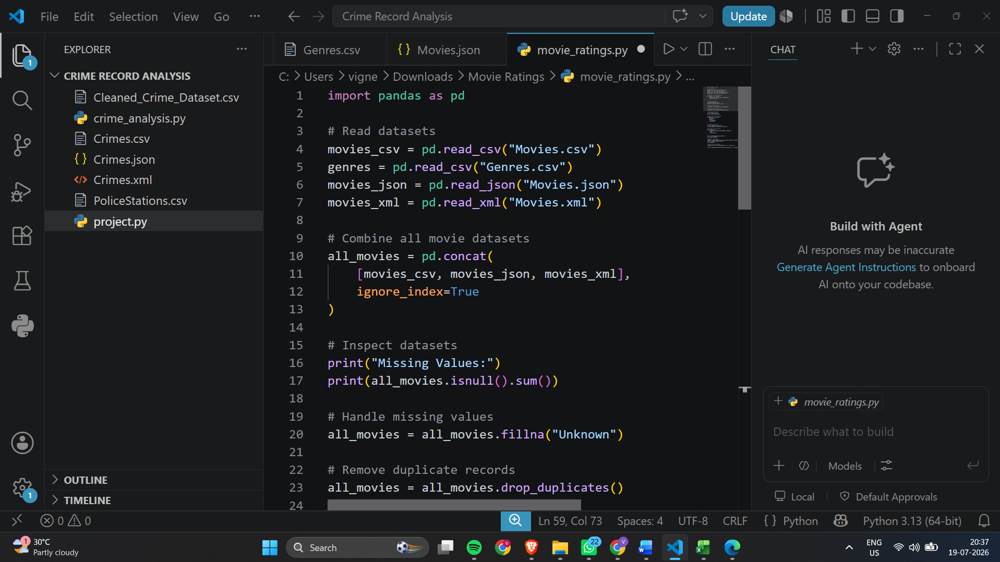 File Edit Selection View Go ···
Crime Record Analysis
Update
EXPLORER ···
CRIME RECORD ANALYSIS
Cleaned_Crime_Dataset.csv
crime_analysis.py
Crimes.csv
{ } Crimes.json
</> Crimes.xml
PoliceStations.csv
project.py
OUTLINE
TIMELINE
1
1
Genres.csv
{ } Movies.json
movie_ratings.py
C: > Users > vigne > Downloads > Movie Ratings > movie_ratings.py > ...
1 import pandas as pd
2
3 # Read datasets
4 movies_csv = pd.read_csv("Movies.csv")
5 genres = pd.read_csv("Genres.csv")
6 movies_json = pd.read_json("Movies.json")
7 movies_xml = pd.read_xml("Movies.xml")
8
9 # Combine all movie datasets
10 all_movies = pd.concat(
11     [movies_csv, movies_json, movies_xml],
12     ignore_index=True
13 )
14
15 # Inspect datasets
16 print("Missing Values:")
17 print(all_movies.isnull().sum())
18
19 # Handle missing values
20 all_movies = all_movies.fillna("Unknown")
21
22 # Remove duplicate records
23 all_movies = all_movies.drop_duplicates()
24
CHAT
Build with Agent
AI responses may be inaccurate
Generate Agent Instructions to onboard
AI onto your codebase.
movie_ratings.py
Describe what to build
Models
Local
Default Approvals
0 0
Ln 59, Col 73
Spaces: 4
UTF-8
CRLF
{ } Python
Python 3.13 (64-bit)
1
30°C
Partly cloudy
Search
V
22
V
W
X
ENG
US
20:37
19-07-2026